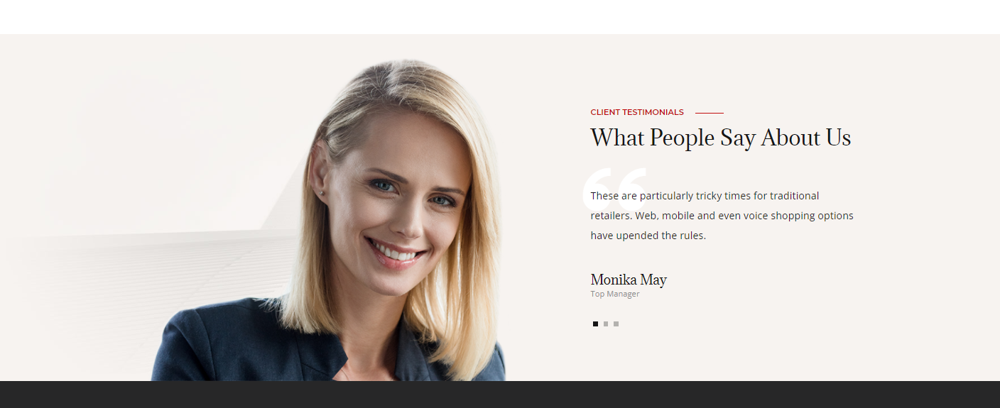 CLIENT TESTIMONIALS
What People Say About Us
These are particularly tricky times for traditional
retailers. Web, mobile and even voice shopping options
have upended the rules.
Monika May
Top Manager